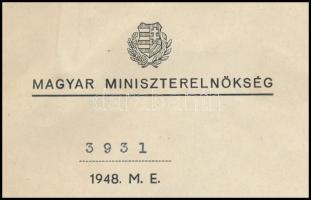 MAGYAR MINISZTERELNÖKSÉG
3931
1948. M. E.